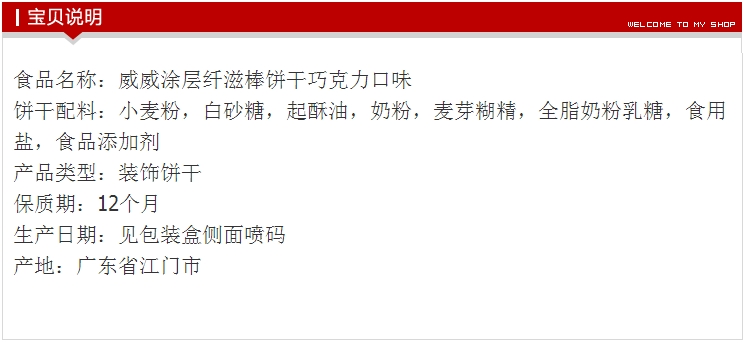 宝贝说明
WELCOME TO MY SHOP
食品名称：威威涂层纤滋棒饼干巧克力口味
饼干配料：小麦粉，白砂糖，起酥油，奶粉，麦芽糊精，全脂奶粉乳糖，食用
盐，食品添加剂
产品类型：装饰饼干
保质期：12个月
生产日期：见包装盒侧面喷码
产地：广东省江门市